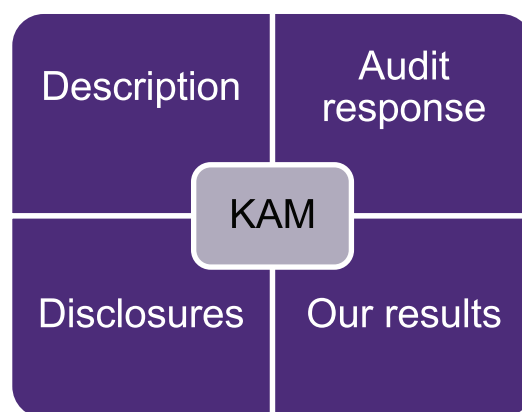 Description
Audit
response
KAM
Disclosures
Our results